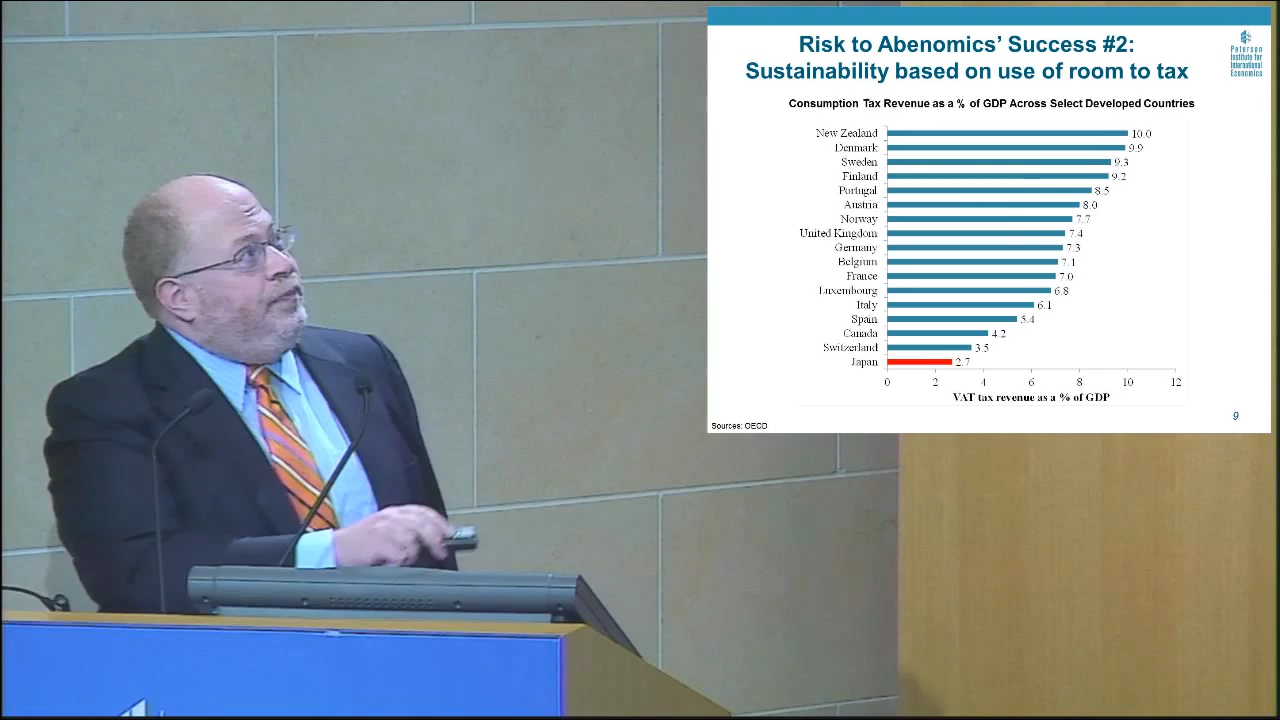 Risk to Abenomics' Success #2:
Sustainability based on use of room to tax
Peterson
Institute for
International
Economics
Consumption Tax Revenue as a % of GDP Across Select Developed Countries
New Zealand 10.0
Denmark 9.9
Sweden 9.3
Finland 9.2
Portugal 8.5
Austria 8.0
Norway 7.7
United Kingdom 7.4
Germany 7.3
Belgium 7.1
France 7.0
Luxembourg 6.8
Italy 6.1
Spain 5.4
Canada 4.2
Switzerland 3.5
Japan 2.7
0 2 4 6 8 10 12
VAT tax revenue as a % of GDP
Sources: OECD
9